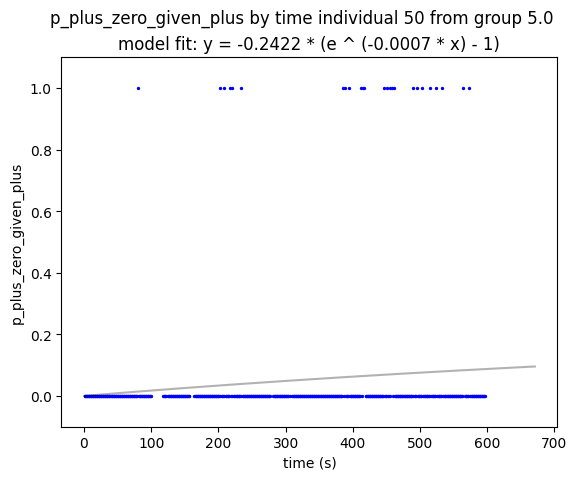 p_plus_zero_given_plus by time individual 50 from group 5.0
model fit: y = -0.2422 * (e ^ (-0.0007 * x) - 1)
p_plus_zero_given_plus
1.0
0.8
0.6
0.4
0.2
0.0
0 100 200 300 400 500 600 700
time (s)